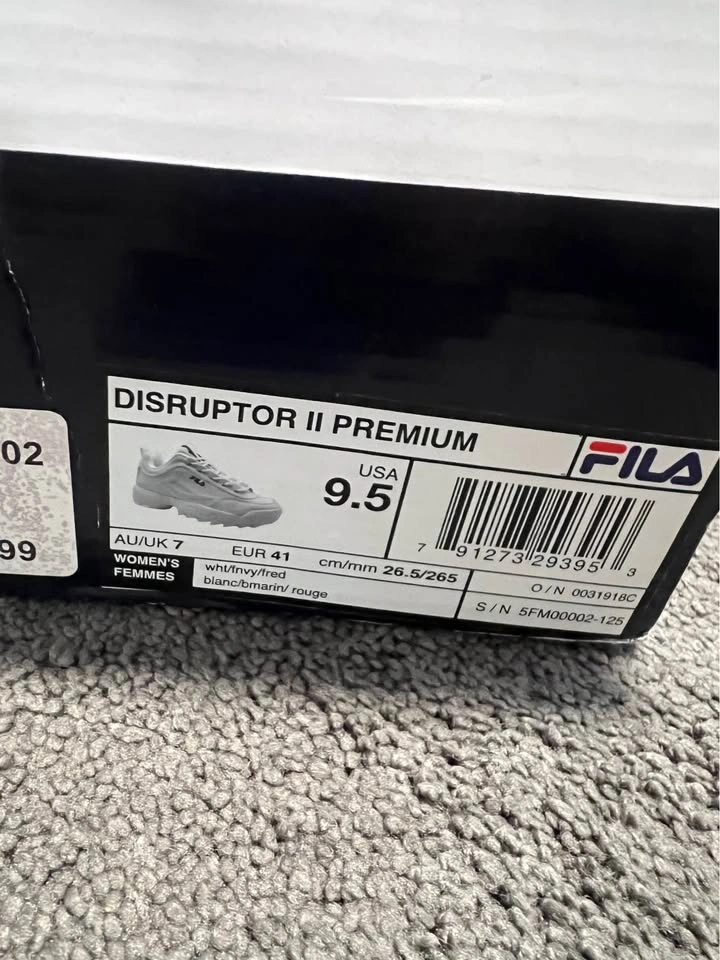 02
99
DISRUPTOR II PREMIUM
FILA
USA
9.5
AU/UK 7
EUR 41
cm/mm 26.5/265
WOMEN'S
FEMMES
wht/fnvy/fred
blanc/bmarin/ rouge
7 91273 29395 3
O / N 0031918C
S / N 5FM00002-125